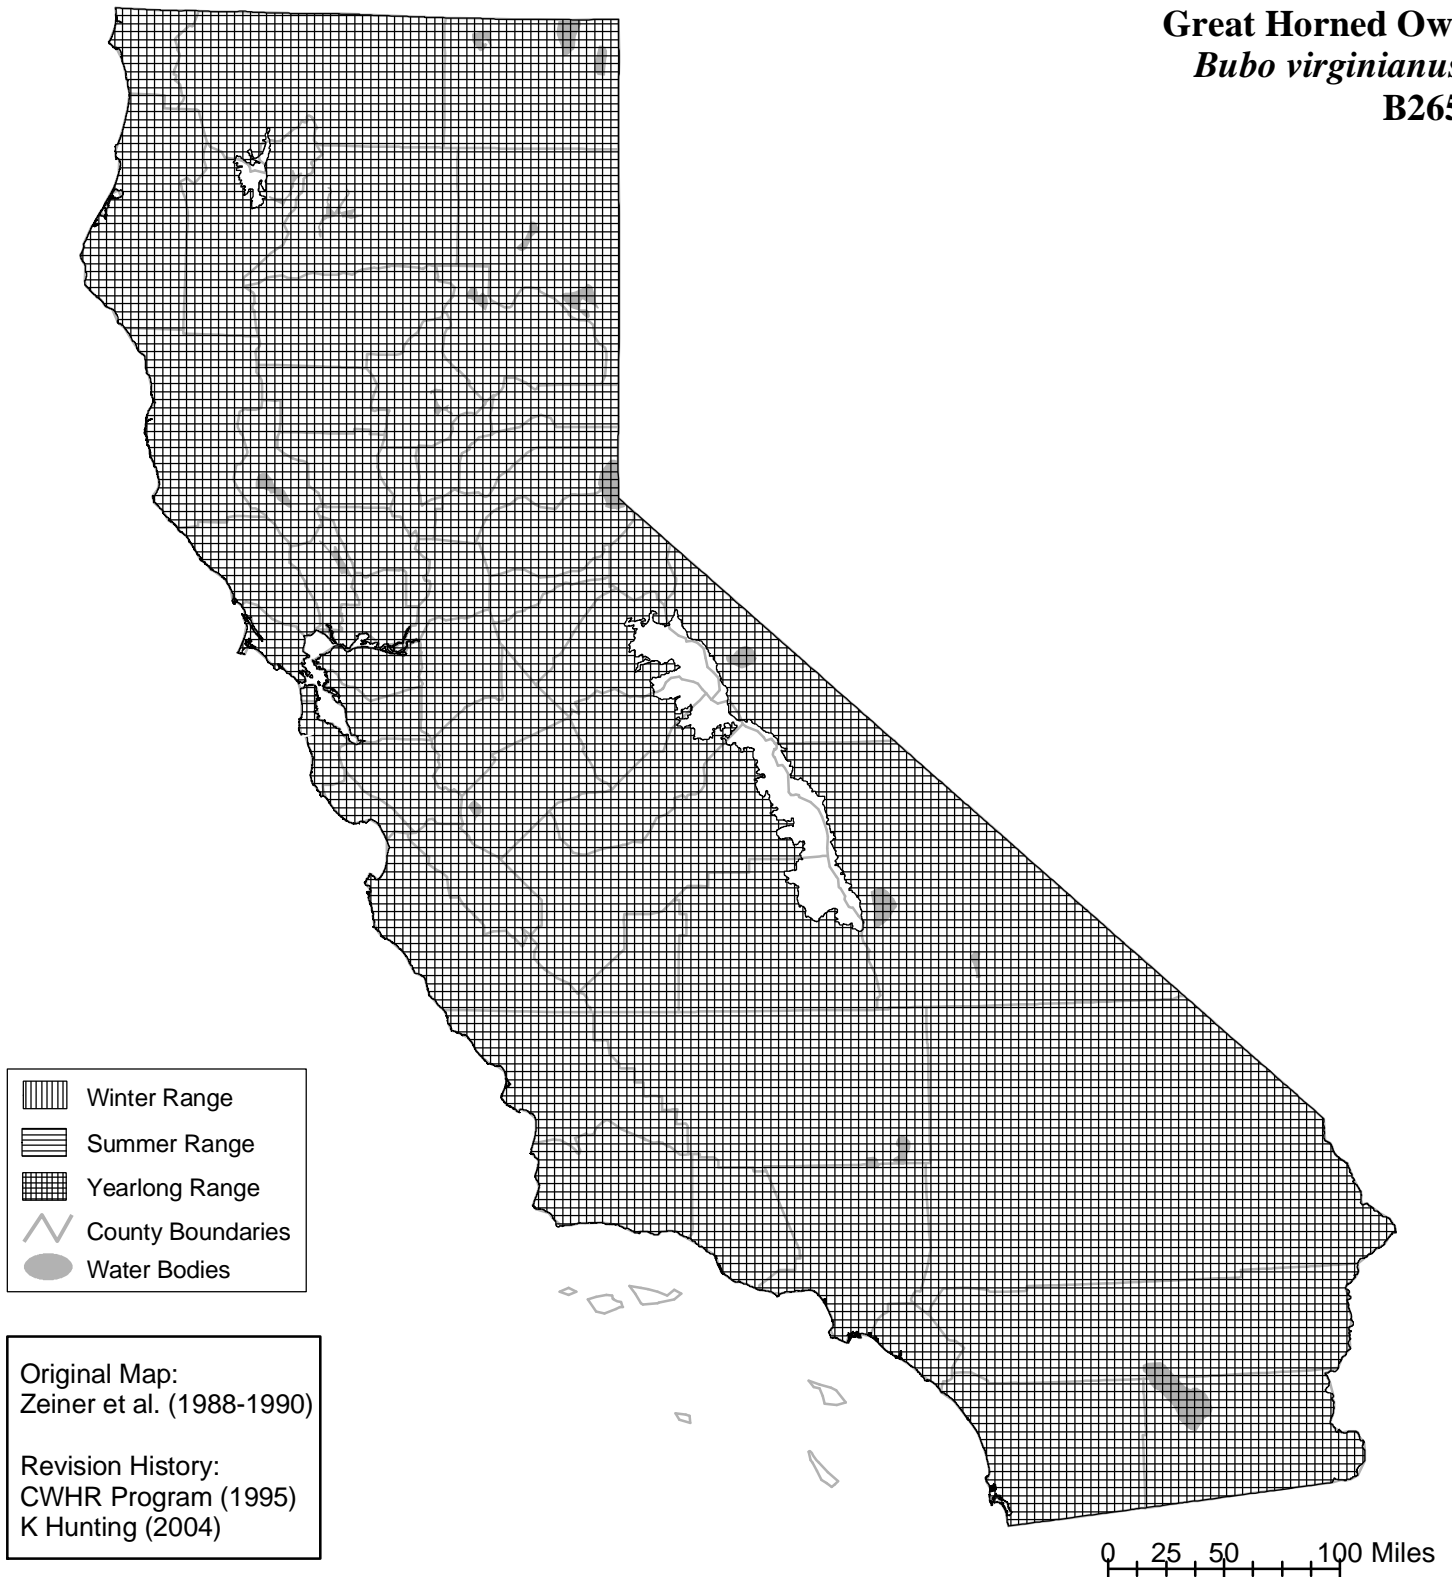 Great Horned Ow
Bubo virginianus
B265
Winter Range
Summer Range
Yearlong Range
County Boundaries
Water Bodies
Original Map:
Zeiner et al. (1988-1990)
Revision History:
CWHR Program (1995)
K Hunting (2004)
0 25 50 100 Miles